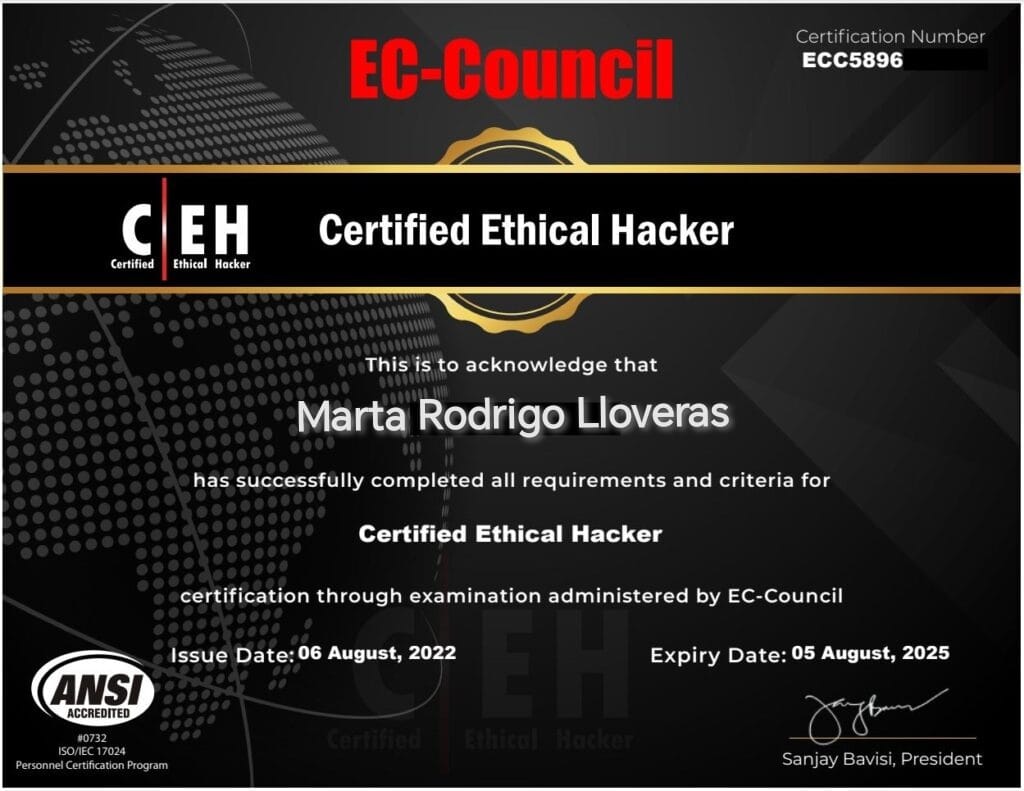 EC-Council
Certification Number
ECC5896
C|EH
Certified Ethical Hacker
Certified Ethical Hacker
This is to acknowledge that
Marta Rodrigo Lloveras
has successfully completed all requirements and criteria for
Certified Ethical Hacker
certification through examination administered by EC-Council
Issue Date: 06 August, 2022
Expiry Date: 05 August, 2025
C|EH
Certified Ethical Hacker
ANSI
ACCREDITED
#0732
ISO/IEC 17024
Personnel Certification Program
Sanjay Bavisi, President